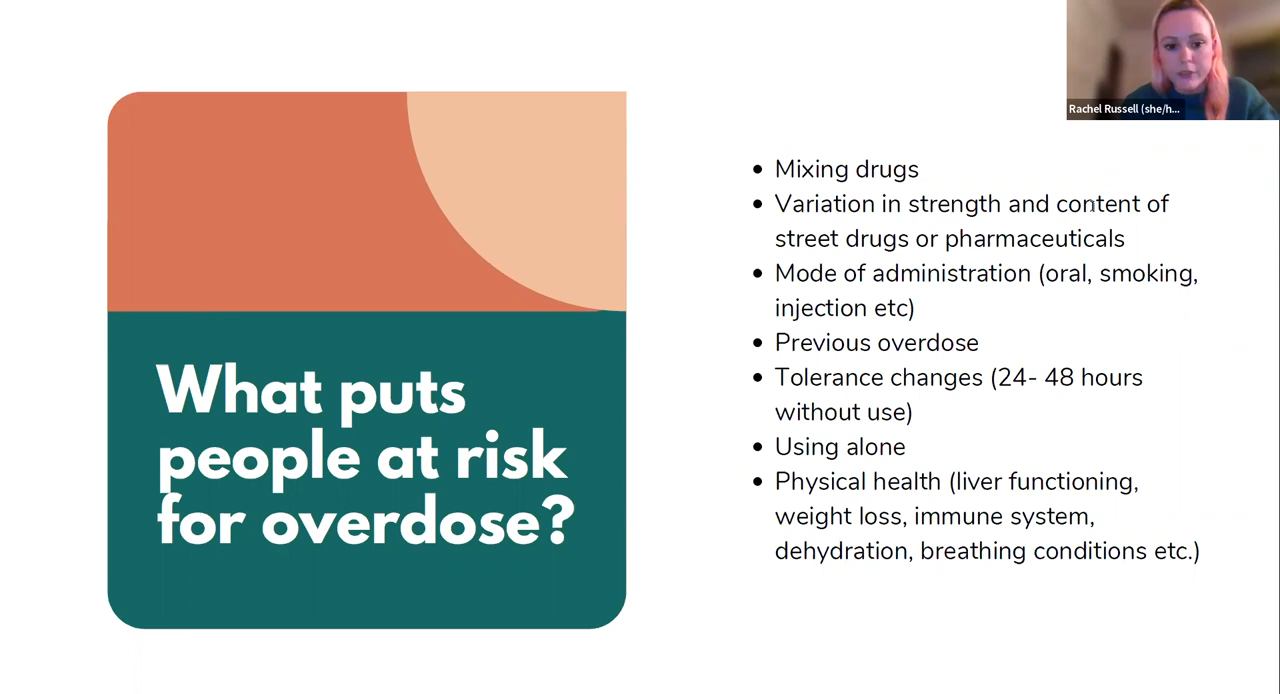 Rachel Russell (she/h...
What puts
people at risk
for overdose?
• Mixing drugs
• Variation in strength and content of
street drugs or pharmaceuticals
• Mode of administration (oral, smoking,
injection etc)
• Previous overdose
• Tolerance changes (24- 48 hours
without use)
• Using alone
• Physical health (liver functioning,
weight loss, immune system,
dehydration, breathing conditions etc.)